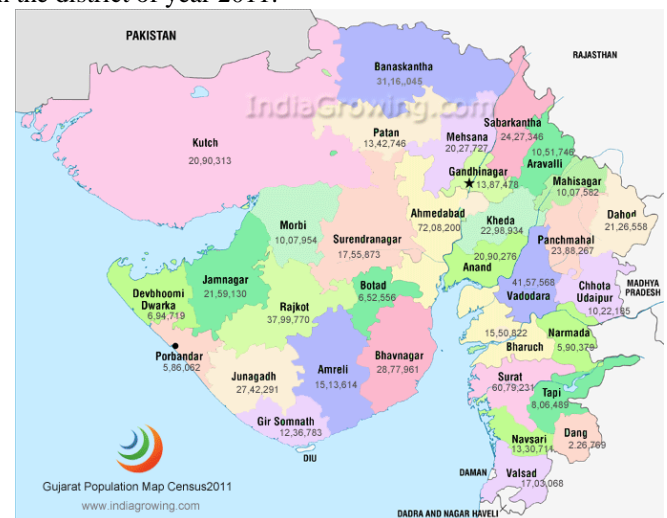 in the district of year 2011.
PAKISTAN
RAJASTHAN
Banaskantha
31,16,,045
IndiaGrowing.com
Sabarkantha
24,27,346
Patan
13,42,746
Mehsana
20,27,727
Kutch
20,90,313
10,51,746
Aravalli
Gandhinagar
13,87,478
Mahisagar
10,07,582
Ahmedabad
72,08,200
Kheda
22,98,934
Dahod
21,26,558
Morbi
10,07,954
Surendranagar
17,55,873
Panchmahal
23,88,267
20,90,276
Anand
Jamnagar
21,59,130
Botad
6,52,556
41,57,568
Vadodara
Chhota
Udaipur
10,22,185
MADHYA
PRADESH
Devbhoomi
Dwarka
6,94,719
Rajkot
37,99,770
15,50,822
Bharuch
Narmada
5,90,379
Porbandar
5,86,062
Junagadh
27,42,291
Amreli
15,13,614
Bhavnagar
28,77,961
Surat
60,79,231
Tapi
8,06,489
Gir Somnath
12,36,783
Navsari
13,30,711
Dang
2,26,769
DIU
DAMAN
Valsad
17,03,068
Gujarat Population Map Census2011
www.indiagrowing.com
DADRA AND NAGAR HAVELI